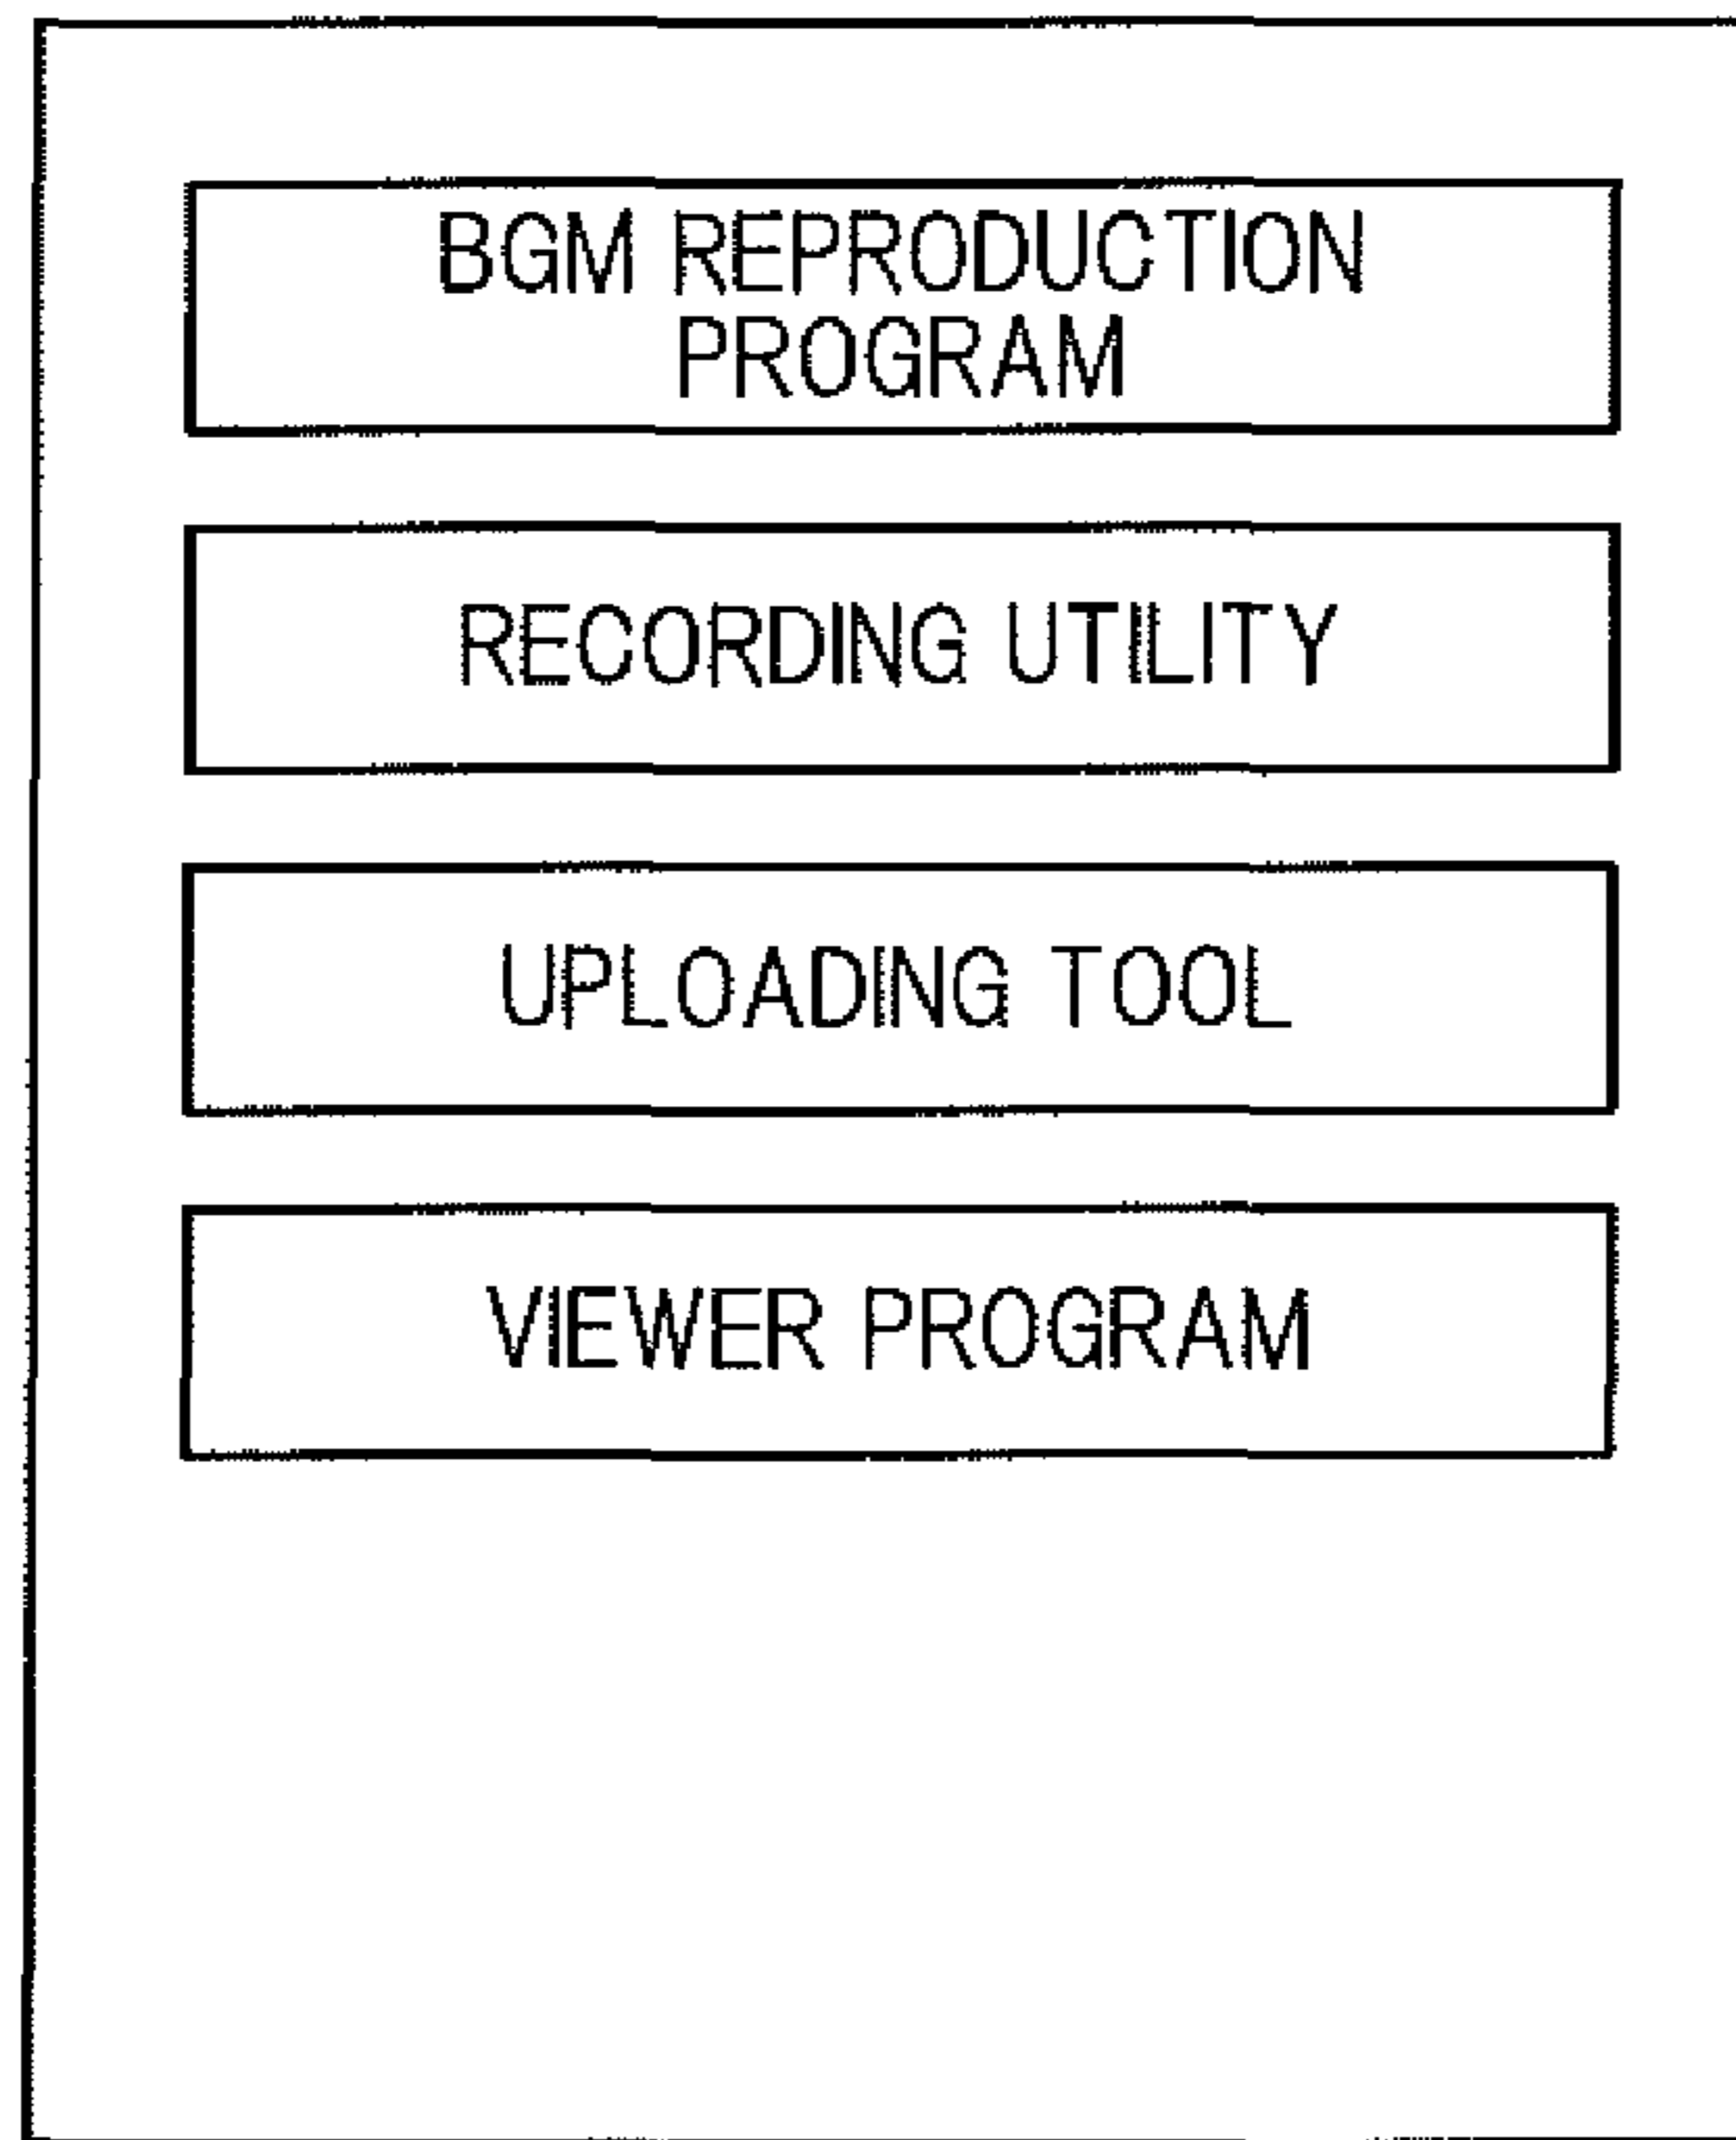 BGM REPRODUCTION
PROGRAM
RECORDING UTILITY
UPLOADING TOOL
VIEWER PROGRAM